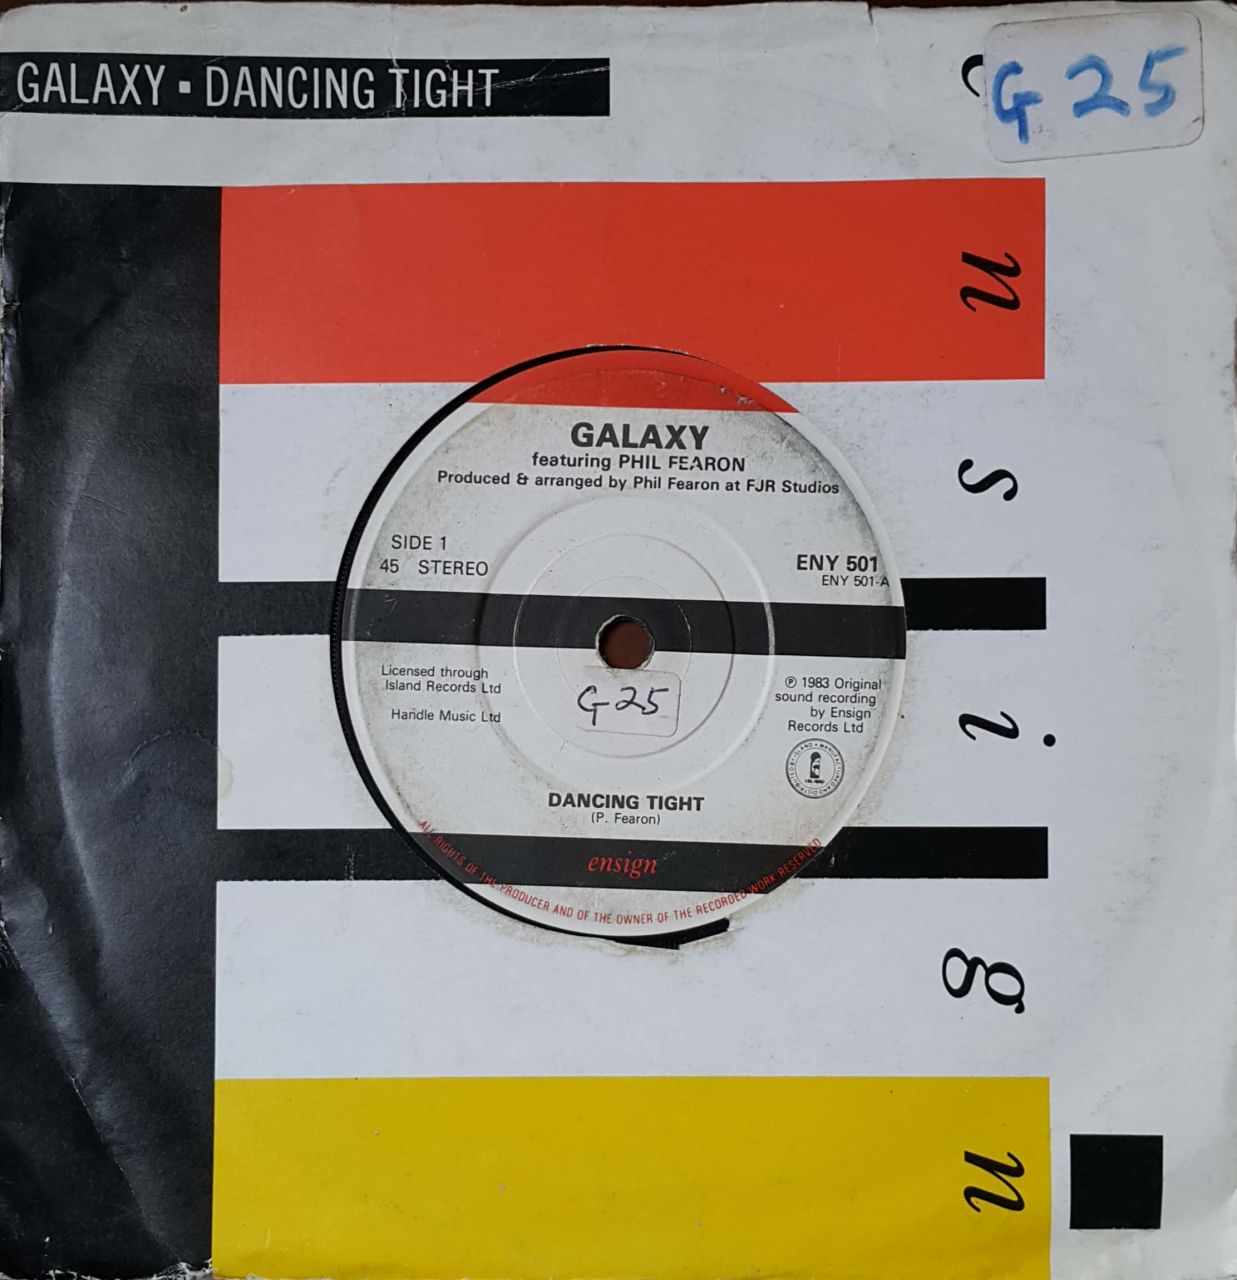 GALAXY ▪ DANCING TIGHT
G 25
e
n
s
i
g
n
GALAXY
featuring PHIL FEARON
Produced & arranged by Phil Fearon at FJR Studios
SIDE 1
45 STEREO
ENY 501
ENY 501-A
Licensed through
Island Records Ltd
Handle Music Ltd
℗ 1983 Original
sound recording
by Ensign
Records Ltd
G25
DANCING TIGHT
(P. Fearon)
ensign
ALL RIGHTS OF THE PRODUCER AND OF THE OWNER OF THE RECORDED WORK RESERVED